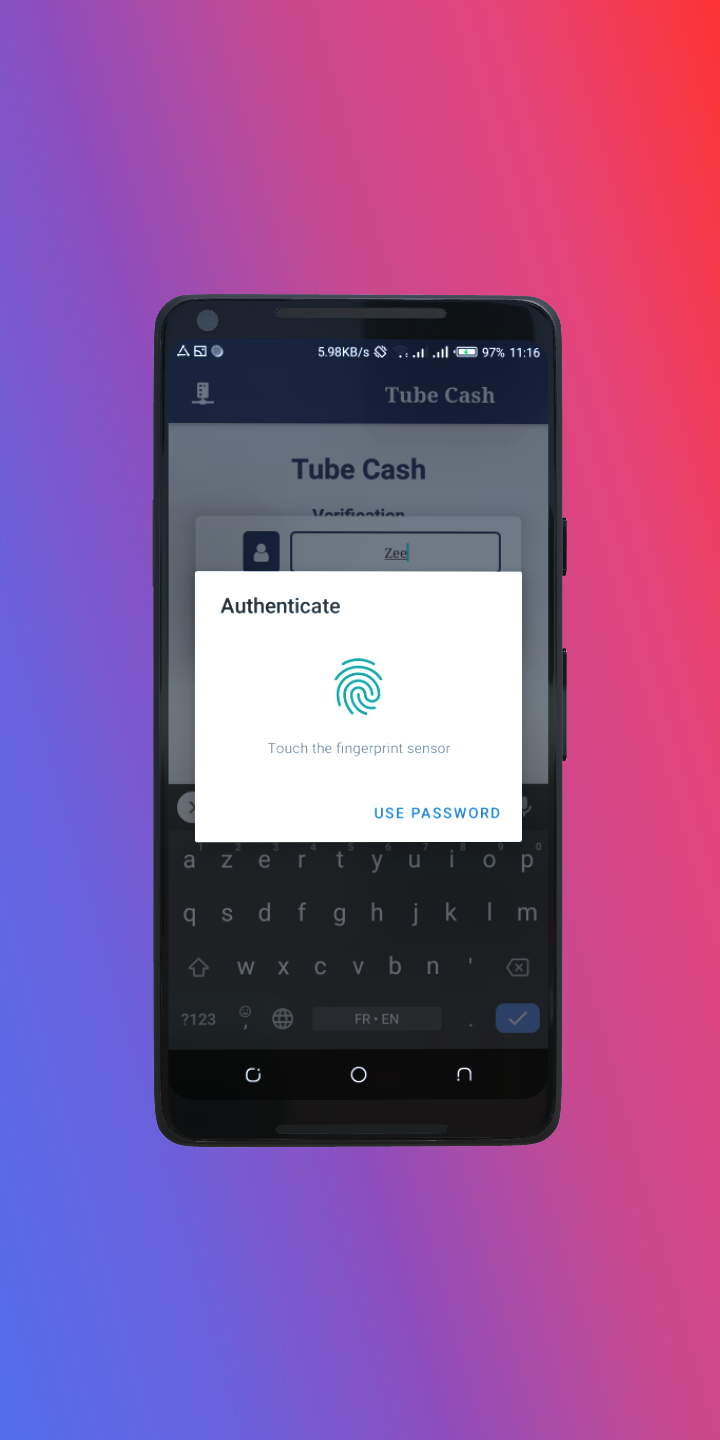 5.98KB/s 97% 11:16
Tube Cash
Tube Cash
Verification
Zee
Authenticate
Touch the fingerprint sensor
USE PASSWORD
1 2 3 4 5 6 7 8 9 0
a z e r t y u i o p
q s d f g h j k l m
w x c v b n '
?123 , FR • EN .